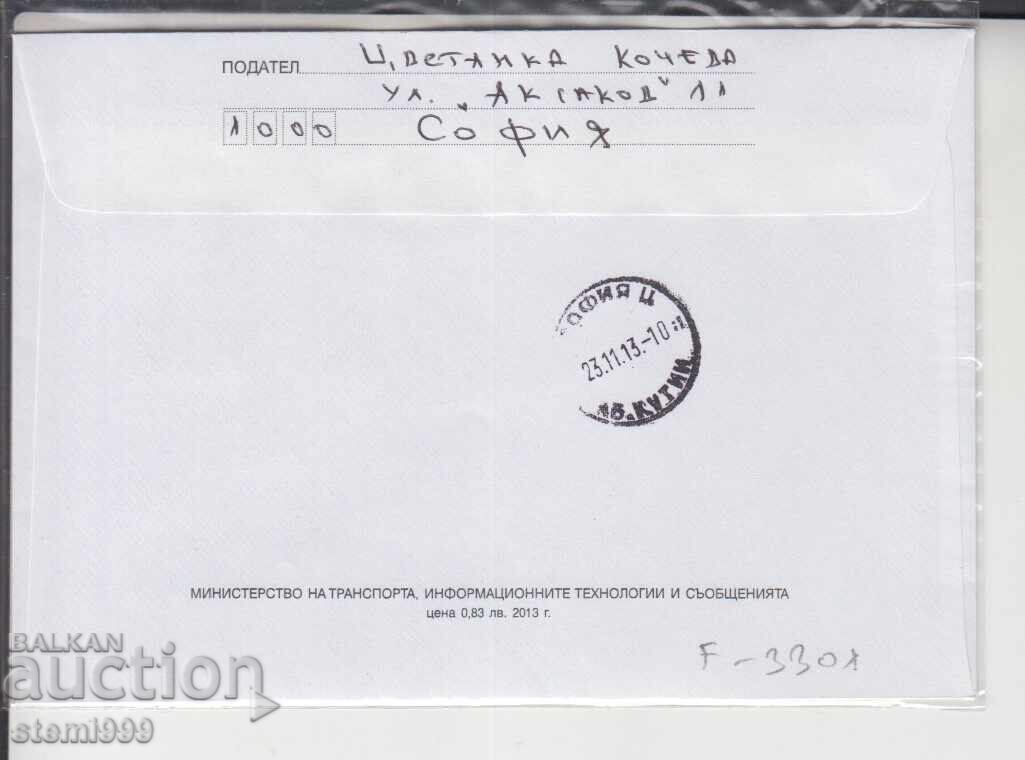 ПОДАТЕЛ Цветанка Кочева
ул. "Аксаков" 11
1000 София
СОФИЯ Ц
23.11.13.-10
КУТИИ
МИНИСТЕРСТВО НА ТРАНСПОРТА, ИНФОРМАЦИОННИТЕ ТЕХНОЛОГИИ И СЪОБЩЕНИЯТА
цена 0,83 лв. 2013 г.
F-3301
BALKAN
auction
stemi999